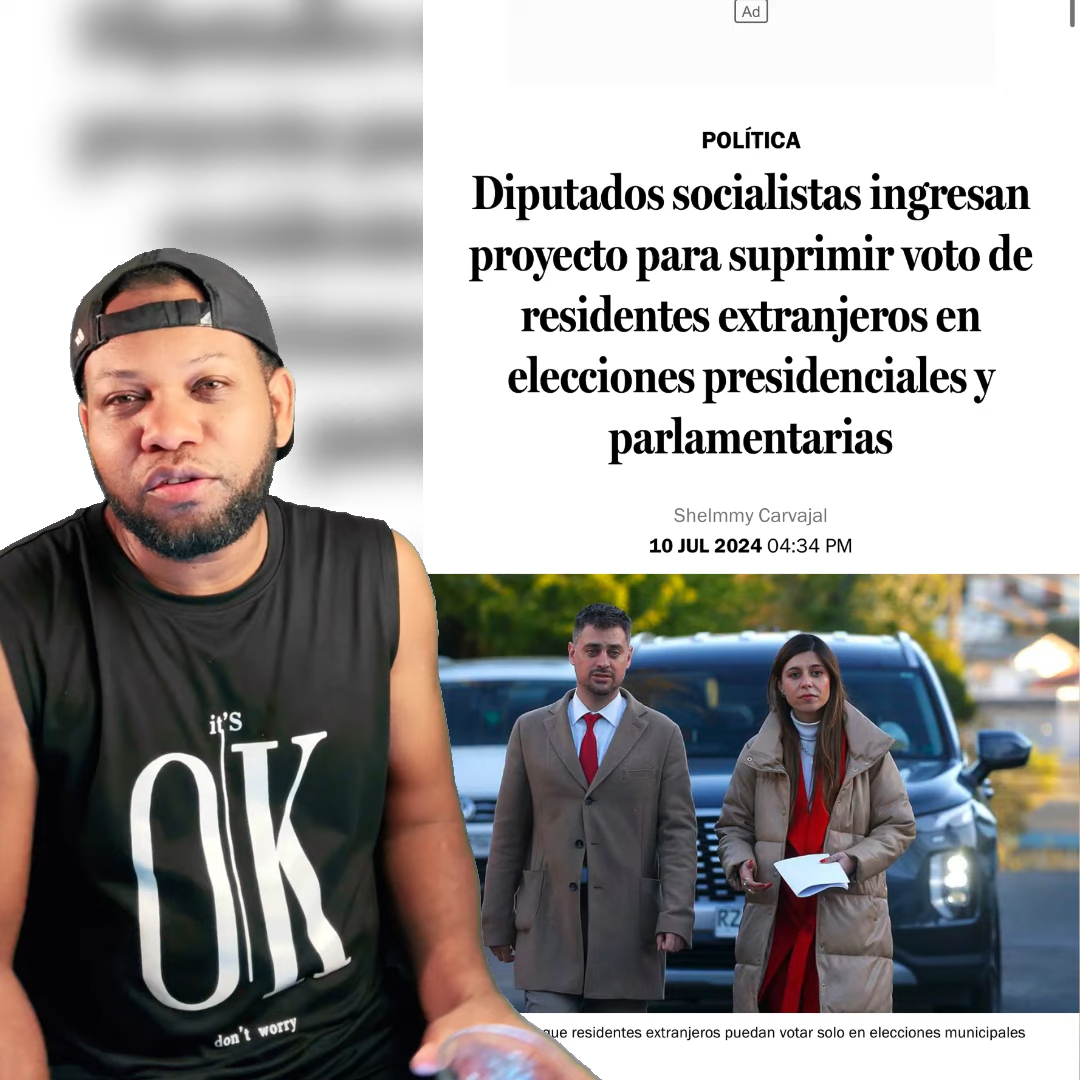 Ad
POLÍTICA
Diputados socialistas ingresan
proyecto para suprimir voto de
residentes extranjeros en
elecciones presidenciales y
parlamentarias
Shelmmy Carvajal
10 JUL 2024 04:34 PM
RZ
que residentes extranjeros puedan votar solo en elecciones municipales
it's
OK
don't worry